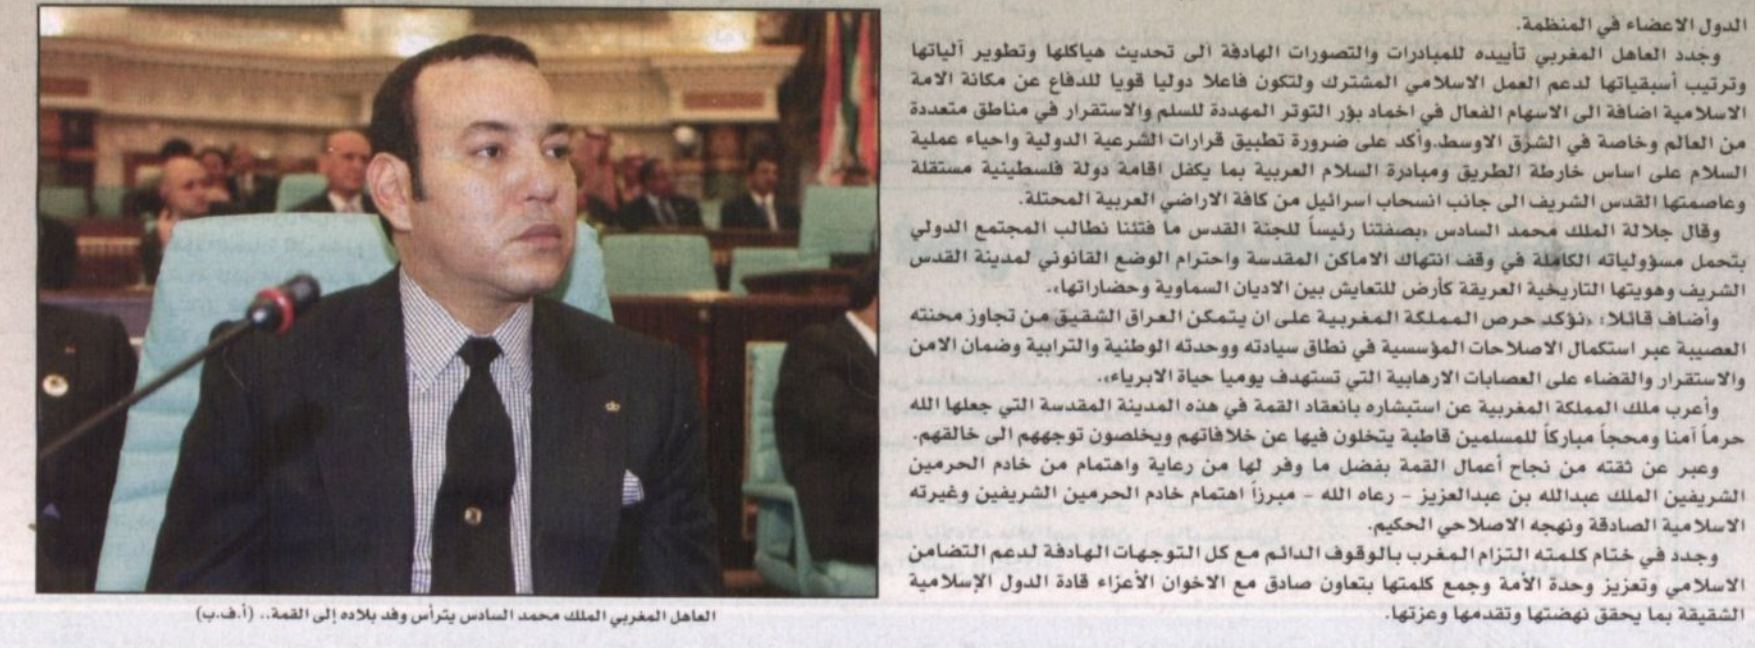 الدول الاعضاء في المنظمة.
وجدد العاهل المغربي تأييده للمبادرات والتصورات الهادفة الى تحديث هياكلها وتطوير آلياتها
وترتيب أسبقياتها لدعم العمل الاسلامي المشترك ولتكون فاعلا دوليا قويا للدفاع عن مكانة الامة
الاسلامية اضافة الى الاسهام الفعال في اخماد بؤر التوتر المهددة للسلم والاستقرار في مناطق متعددة
من العالم وخاصة في الشرق الاوسط.وأكد على ضرورة تطبيق قرارات الشرعية الدولية واحياء عملية
السلام على اساس خارطة الطريق ومبادرة السلام العربية بما يكفل اقامة دولة فلسطينية مستقلة
وعاصمتها القدس الشريف الى جانب انسحاب اسرائيل من كافة الاراضي العربية المحتلة.
وقال جلالة الملك محمد السادس «بصفتنا رئيساً للجنة القدس ما فتئنا نطالب المجتمع الدولي
بتحمل مسؤولياته الكاملة في وقف انتهاك الاماكن المقدسة واحترام الوضع القانوني لمدينة القدس
الشريف وهويتها التاريخية العريقة كأرض للتعايش بين الاديان السماوية وحضاراتها».
وأضاف قائلا: «نؤكد حرص المملكة المغربية على ان يتمكن العراق الشقيق من تجاوز محنته
العصيبة عبر استكمال الاصلاحات المؤسسية في نطاق سيادته ووحدته الوطنية والترابية وضمان الامن
والاستقرار والقضاء على العصابات الارهابية التي تستهدف يوميا حياة الابرياء».
وأعرب ملك المملكة المغربية عن استبشاره بانعقاد القمة في هذه المدينة المقدسة التي جعلها الله
حرماً آمنا ومحجاً مباركاً للمسلمين قاطبة يتخلون فيها عن خلافاتهم ويخلصون توجههم الى خالقهم.
وعبر عن ثقته من نجاح أعمال القمة بفضل ما وفر لها من رعاية واهتمام من خادم الحرمين
الشريفين الملك عبدالله بن عبدالعزيز - رعاه الله - مبرزاً اهتمام خادم الحرمين الشريفين وغيرته
الاسلامية الصادقة ونهجه الاصلاحي الحكيم.
وجدد في ختام كلمته التزام المغرب بالوقوف الدائم مع كل التوجهات الهادفة لدعم التضامن
الاسلامي وتعزيز وحدة الأمة وجمع كلمتها بتعاون صادق مع الاخوان الأعزاء قادة الدول الإسلامية
الشقيقة بما يحقق نهضتها وتقدمها وعزتها.
العاهل المغربي الملك محمد السادس يترأس وفد بلاده إلى القمة.. (أ.ف.ب)